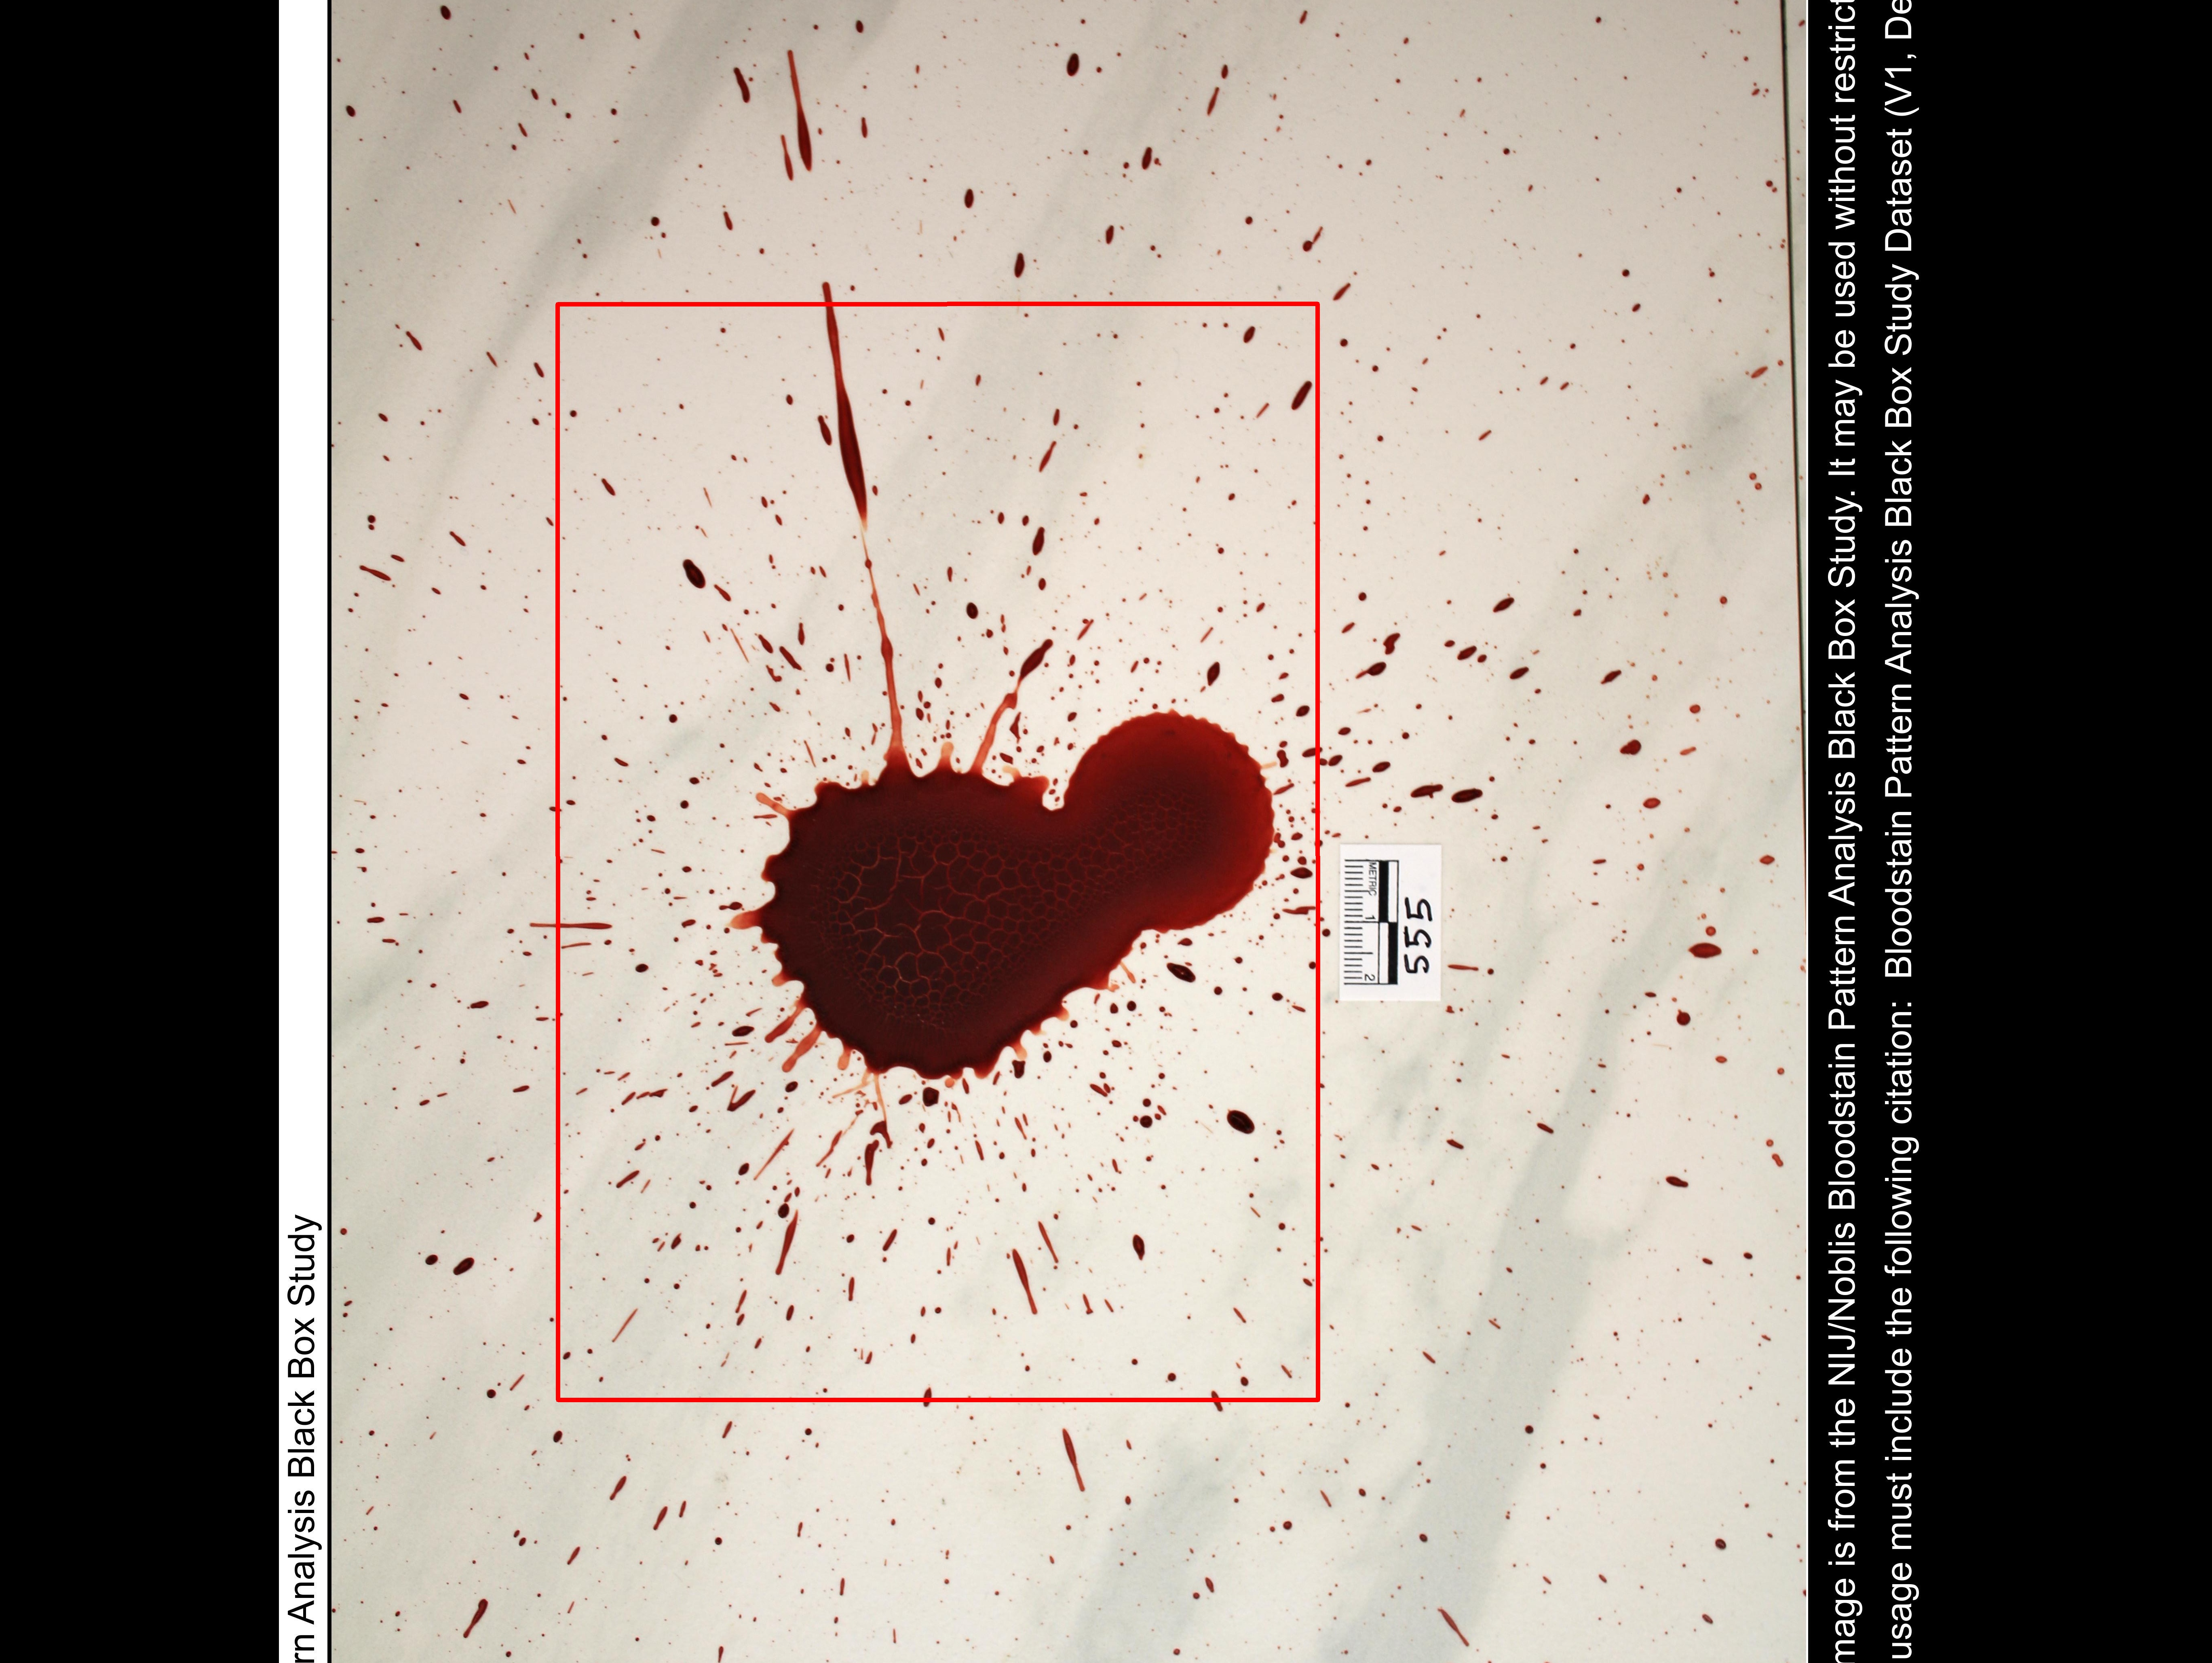 rn Analysis Black Box Study
METRIC 1 2
555
mage is from the NIJ/Noblis Bloodstain Pattern Analysis Black Box Study. It may be used without restrict
usage must include the following citation: Bloodstain Pattern Analysis Black Box Study Dataset (V1, De